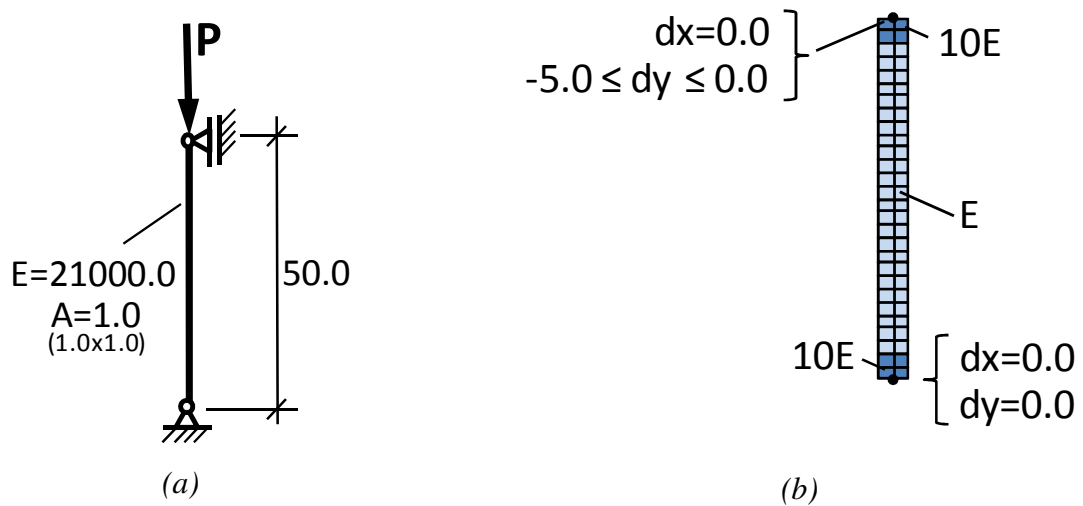 P
E=21000.0
A=1.0
(1.0x1.0)
50.0
(a)
dx=0.0
-5.0 ≤ dy ≤ 0.0
10E
E
10E
dx=0.0
dy=0.0
(b)